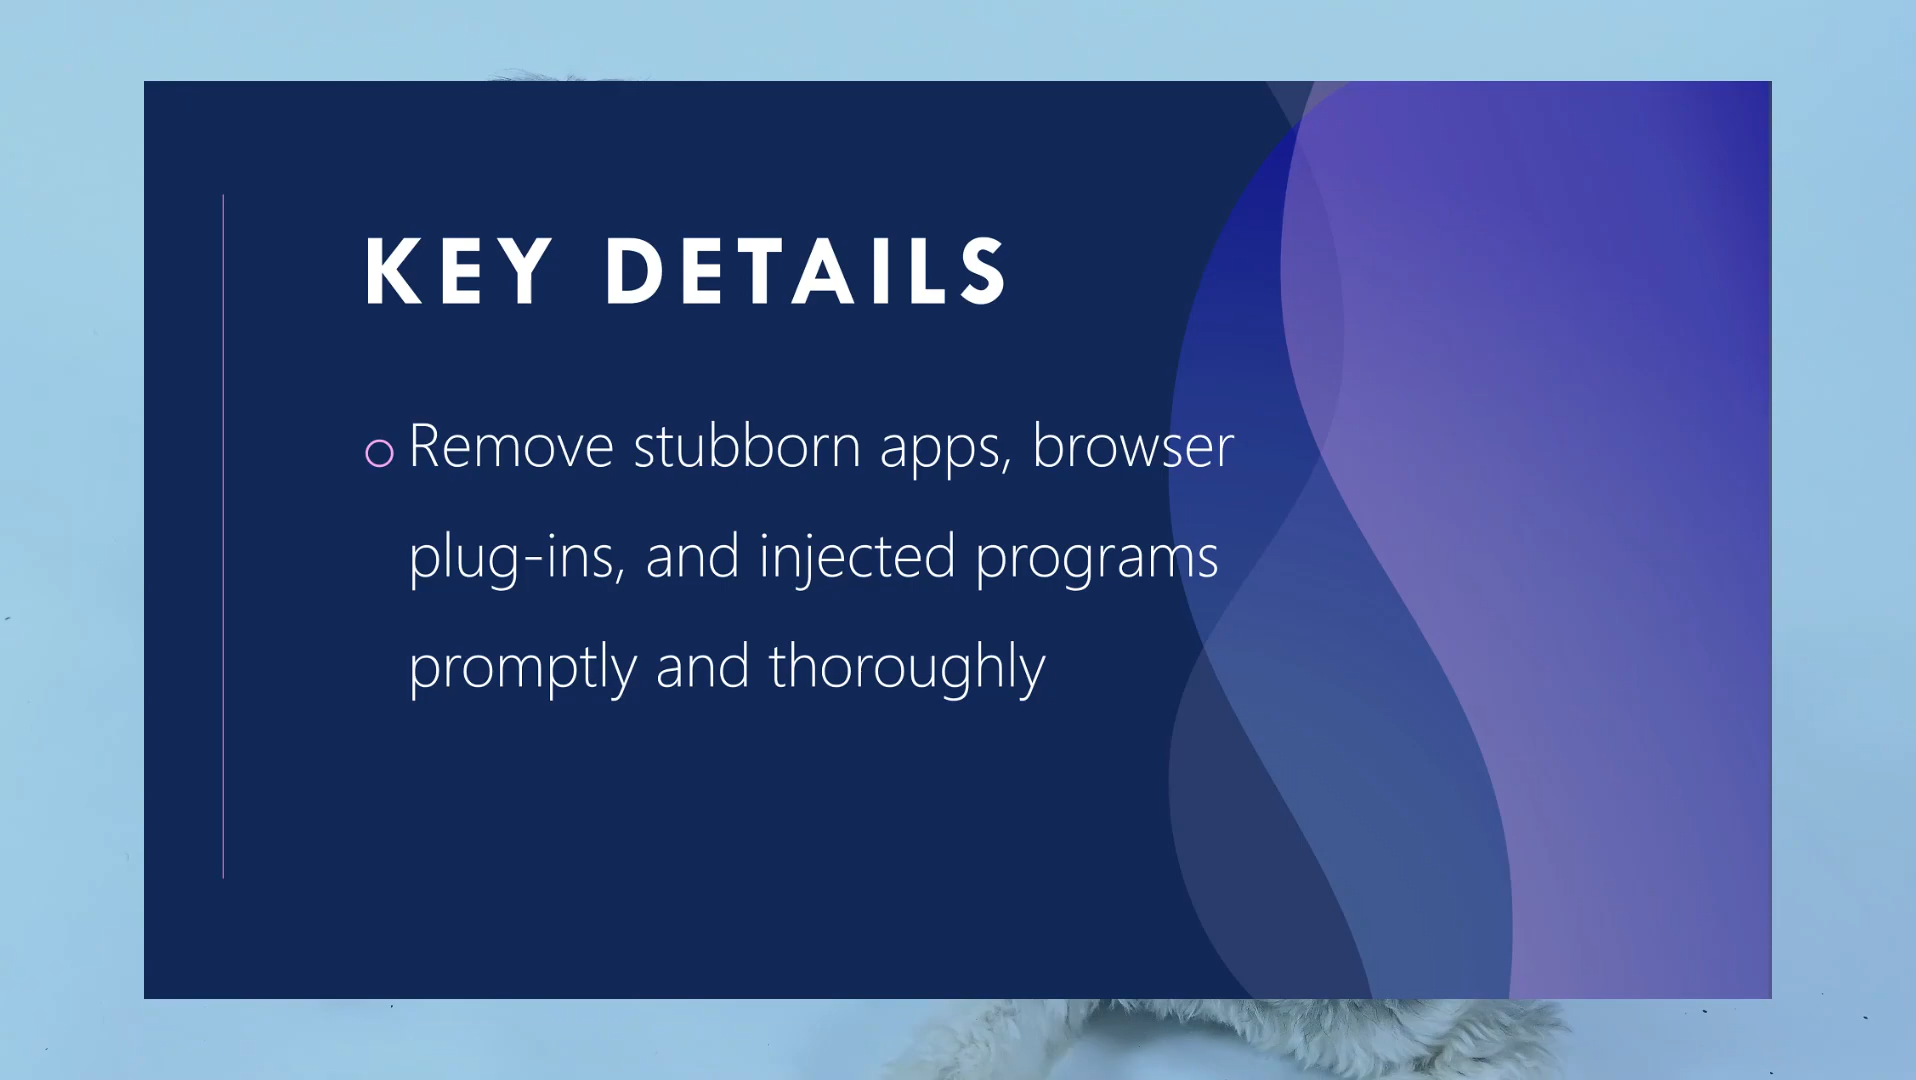 KEY DETAILS
Remove stubborn apps, browser
plug-ins, and injected programs
promptly and thoroughly